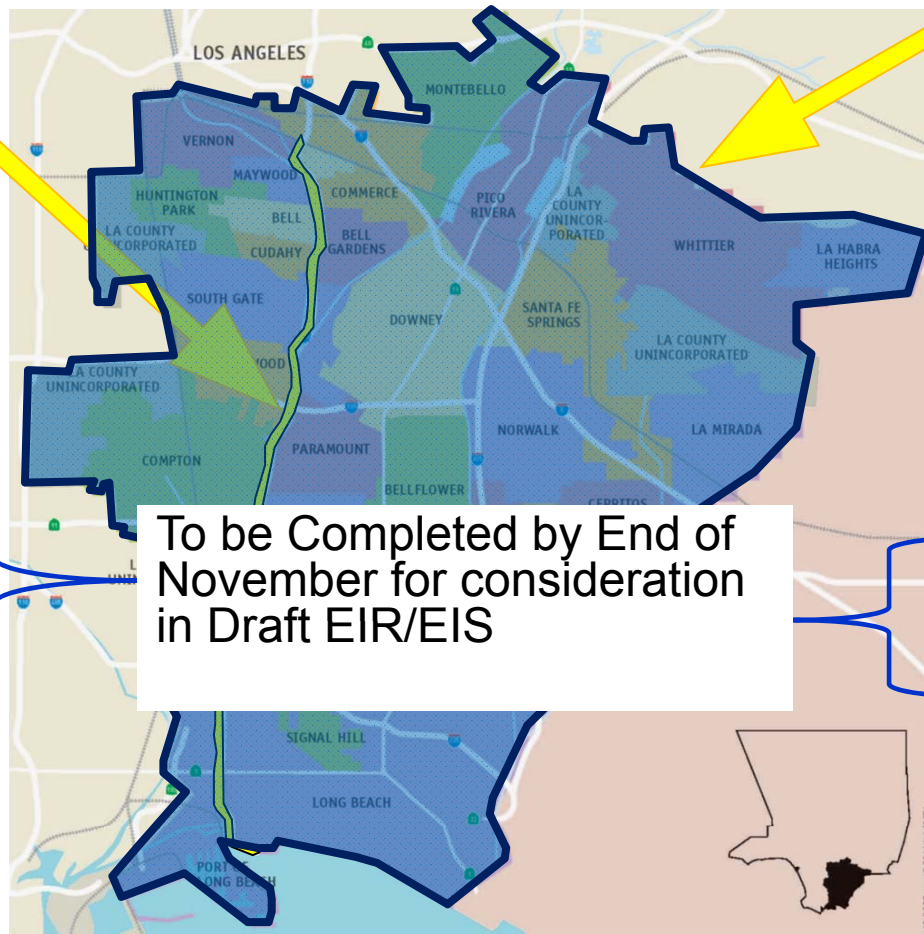 LOS ANGELES
MONTEBELLO
VERNON
MAYWOOD
COMMERCE
HUNTINGTON
PARK
BELL
PICO
RIVERA
LA
COUNTY
UNINCOR-
PORATED
LA COUNTY
CUDAHY
BELL
GARDENS
WHITTIER
LA HABRA
HEIGHTS
SOUTH GATE
DOWNEY
SANTA FE
SPRINGS
LA COUNTY
UNINCORPORATED
LA COUNTY
UNINCORPORATED
PARAMOUNT
NORWALK
LA MIRADA
COMPTON
BELLFLOWER
CERRITOS
To be Completed by End of
November for consideration
in Draft EIR/EIS
SIGNAL HILL
LONG BEACH
PORT OF
LONG BEACH